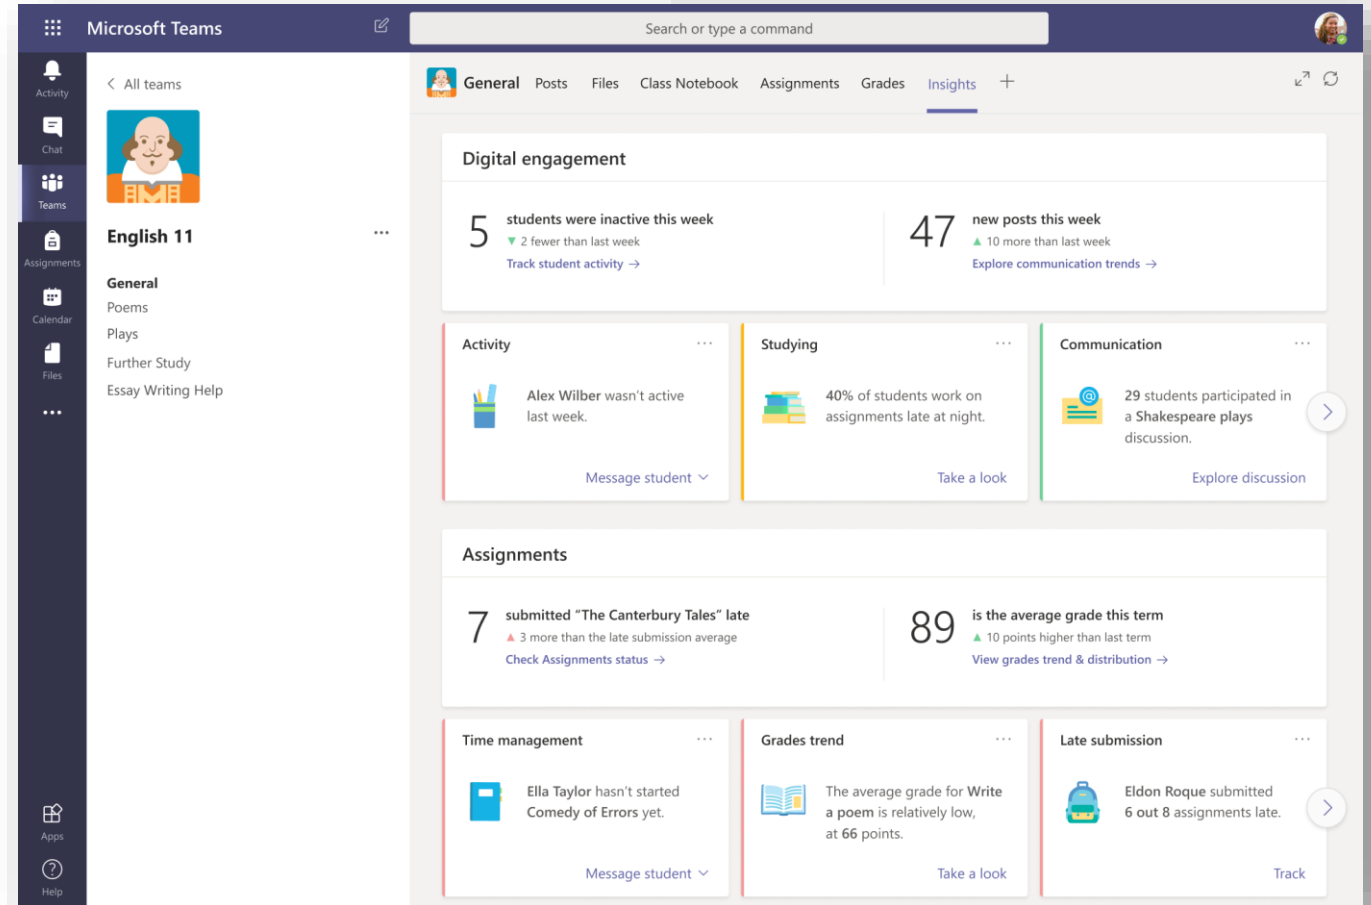 Microsoft Teams
Search or type a command
Activity
Chat
Teams
Assignments
Calendar
Files
Apps
Help
All teams
English 11
General
Poems
Plays
Further Study
Essay Writing Help
General Posts Files Class Notebook Assignments Grades Insights
Digital engagement
5 students were inactive this week
2 fewer than last week
Track student activity →
47 new posts this week
10 more than last week
Explore communication trends →
Activity
Alex Wilber wasn't active
last week.
Message student
Studying
40% of students work on
assignments late at night.
Take a look
Communication
29 students participated in
a Shakespeare plays
discussion.
Explore discussion
Assignments
7 submitted "The Canterbury Tales" late
3 more than the late submission average
Check Assignments status →
89 is the average grade this term
10 points higher than last term
View grades trend & distribution →
Time management
Ella Taylor hasn't started
Comedy of Errors yet.
Message student
Grades trend
The average grade for Write
a poem is relatively low,
at 66 points.
Take a look
Late submission
Eldon Roque submitted
6 out 8 assignments late.
Track